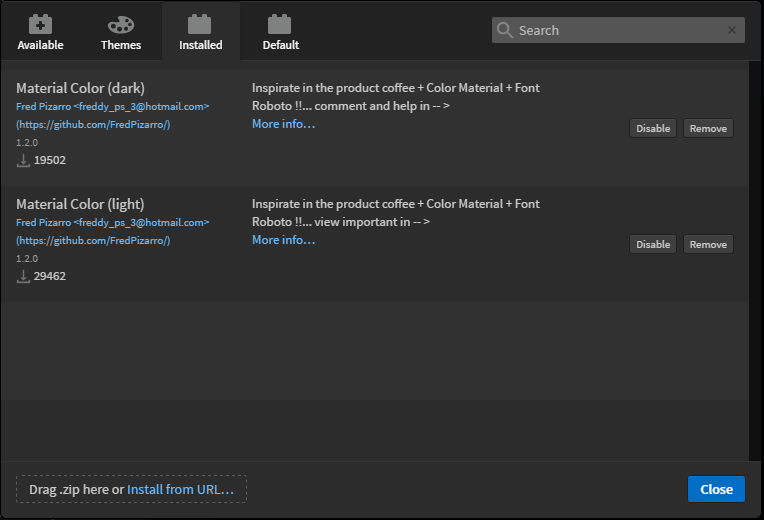 Available
Themes
Installed
Default
Search
Material Color (dark)
Fred Pizarro <freddy_ps_3@hotmail.com>
(https://github.com/FredPizarro/)
1.2.0
19502
Inspirate in the product coffee + Color Material + Font
Roboto !!... comment and help in -- >
More info…
Disable
Remove
Material Color (light)
Fred Pizarro <freddy_ps_3@hotmail.com>
(https://github.com/FredPizarro/)
1.2.0
29462
Inspirate in the product coffee + Color Material + Font
Roboto !!... view important in -- >
More info…
Disable
Remove
Drag .zip here or Install from URL…
Close